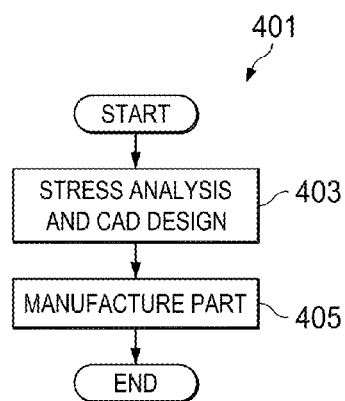 401
START
STRESS ANALYSIS
AND CAD DESIGN
403
MANUFACTURE PART
405
END